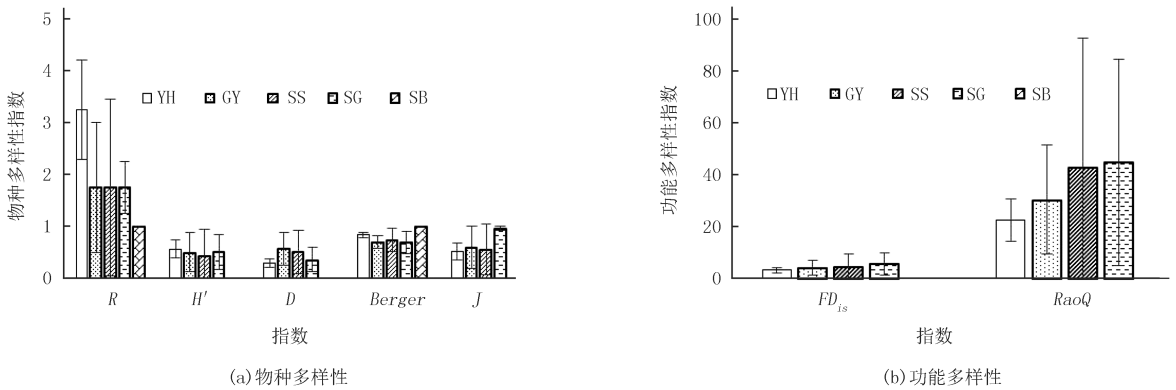 5
4
3
2
1
0
物种多样性指数
YH GY SS SG SB
R H′ D Berger J
指数
(a)物种多样性
100
80
60
40
20
0
功能多样性指数
YH GY SS SG SB
FDis RaoQ
指数
(b)功能多样性